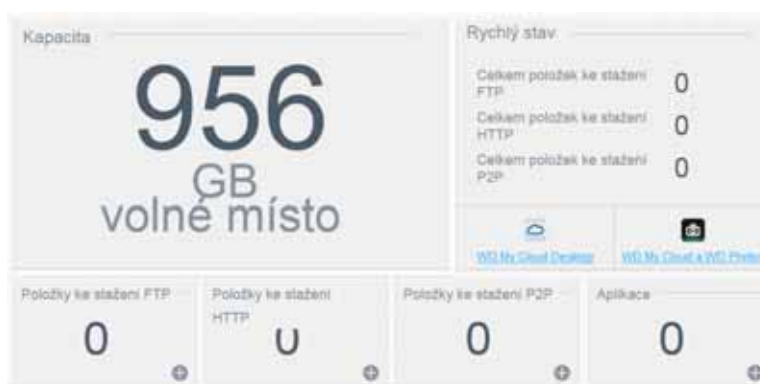 Kapacita
956
GB
volné místo
Rychlý stav
Celkem položek ke stažení
FTP
0
Celkem položek ke stažení
HTTP
0
Celkem položek ke stažení
P2P
0
WD My Cloud Desktop
WD My Cloud a WD Photos
Položky ke stažení FTP
0
Položky ke stažení
HTTP
0
Položky ke stažení P2P
0
Aplikace
0